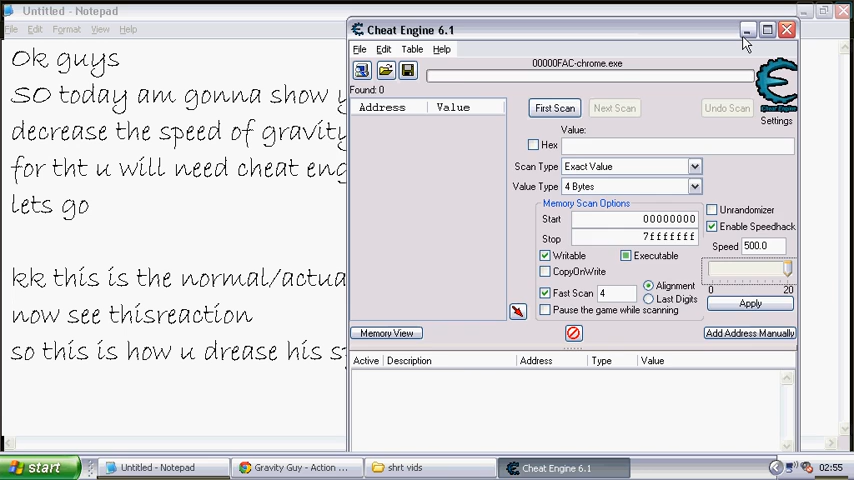 Untitled - Notepad
File Edit Format View Help
Ok guys
SO today am gonna show
decrease the speed of gravity
for tht u will need cheat
lets go
kk this is the normal/actua
now see thisreaction
so this is how u drease his
Cheat Engine 6.1
File Edit Table Help
00000FAC-chrome.exe
Found: 0
Address Value
First Scan Next Scan Undo Scan
Cheat Engine
Settings
Value:
Hex
Scan Type Exact Value
Value Type 4 Bytes
Memory Scan Options
Start 00000000
Stop 7fffffff
Writable Executable
CopyOnWrite
Fast Scan 4 Alignment
Last Digits
Pause the game while scanning
Unrandomizer
Enable Speedhack
Speed 500.0
0 20
Apply
Memory View
Add Address Manually
Active Description Address Type Value
start
Untitled - Notepad
Gravity Guy - Action ...
shrt vids
Cheat Engine 6.1
02:55